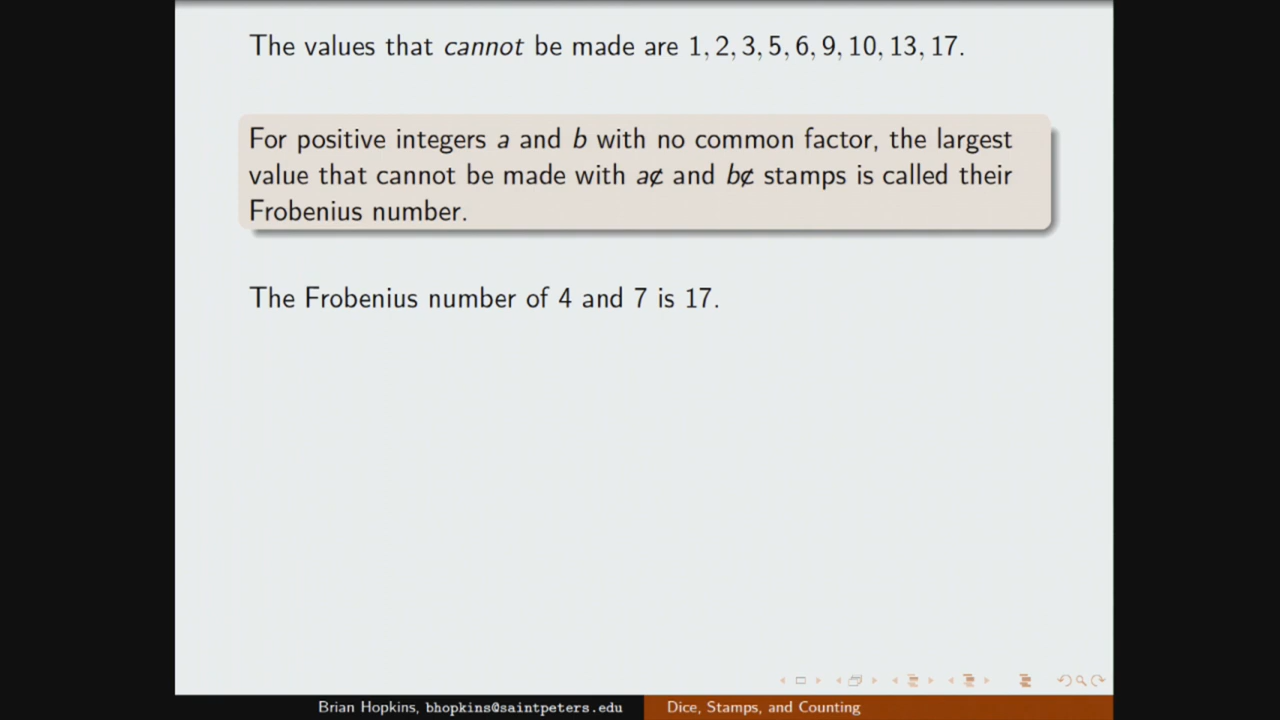 The values that cannot be made are 1, 2, 3, 5, 6, 9, 10, 13, 17.
For positive integers a and b with no common factor, the largest
value that cannot be made with a¢ and b¢ stamps is called their
Frobenius number.
The Frobenius number of 4 and 7 is 17.
Brian Hopkins, bhopkins@saintpeters.edu
Dice, Stamps, and Counting